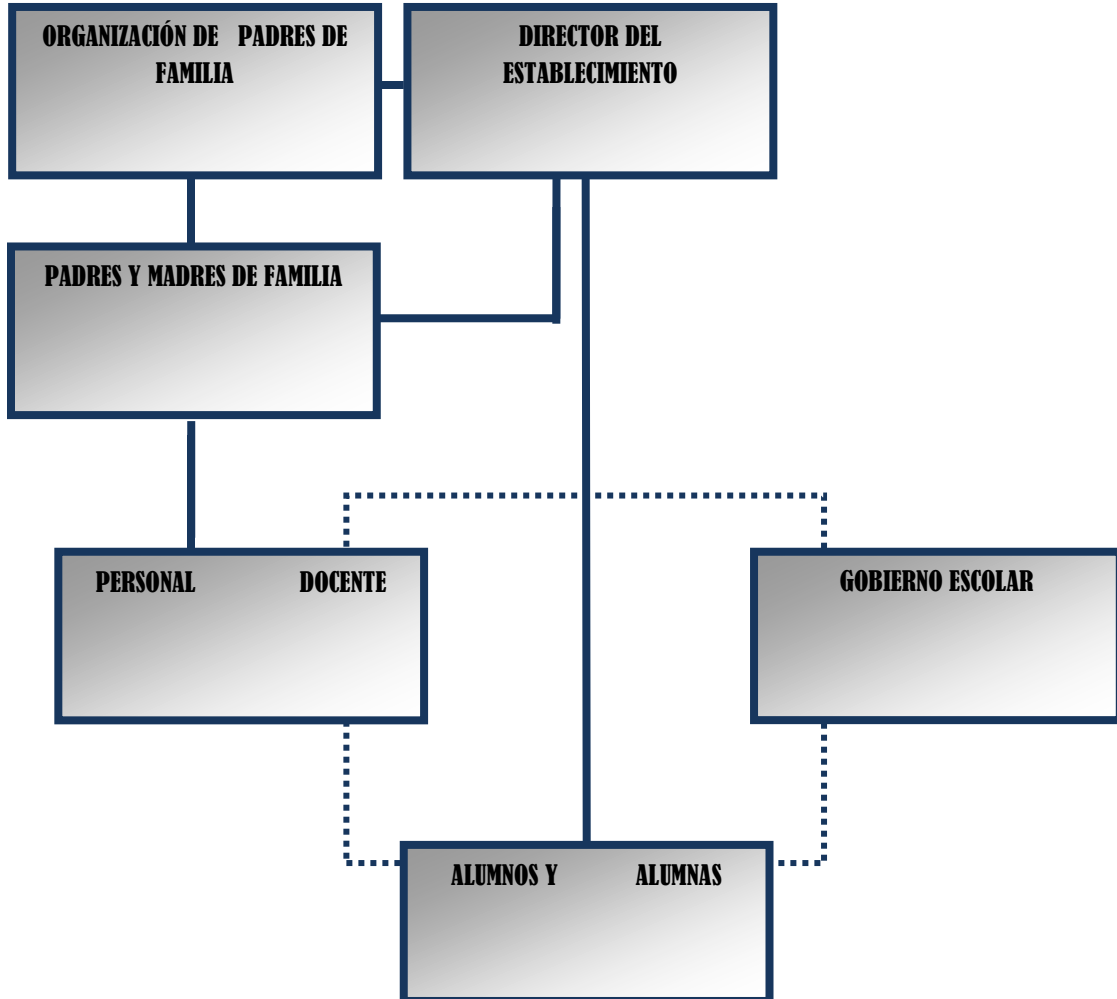 ORGANIZACIÓN DE PADRES DE
FAMILIA
DIRECTOR DEL
ESTABLECIMIENTO
PADRES Y MADRES DE FAMILIA
PERSONAL DOCENTE
GOBIERNO ESCOLAR
ALUMNOS Y ALUMNAS